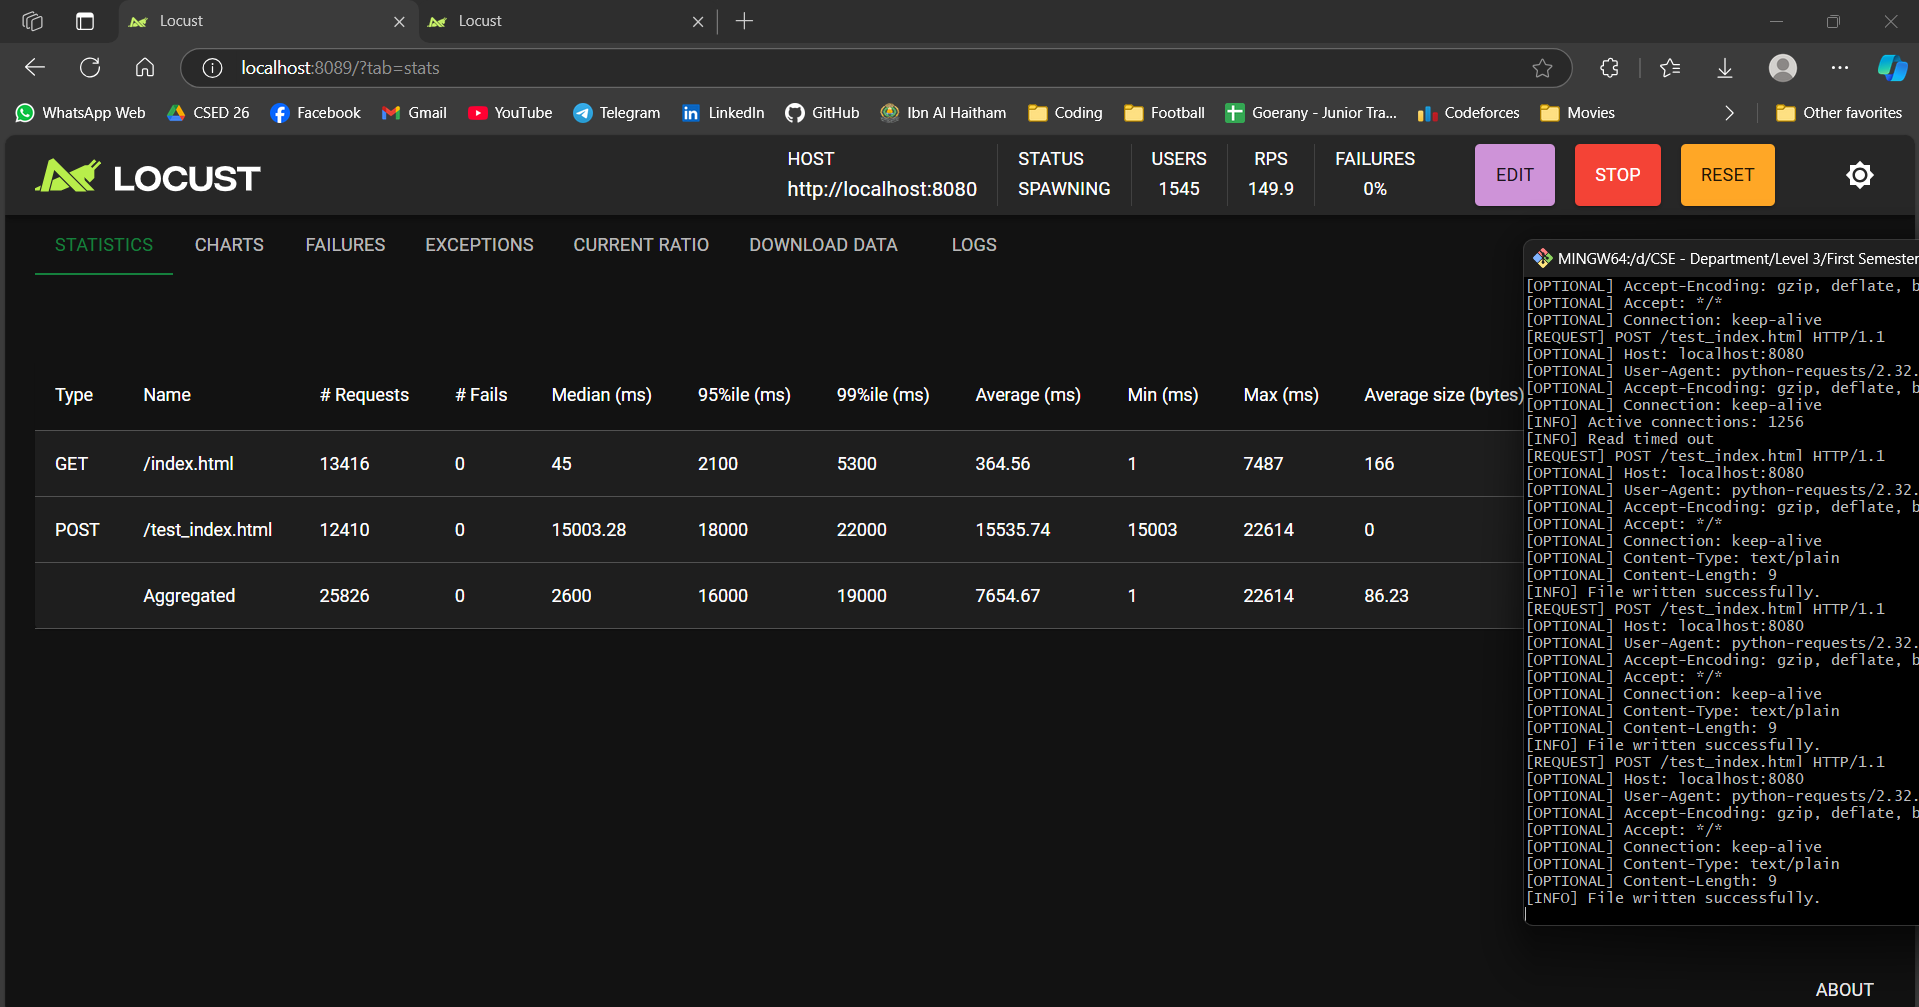 Locust
Locust
localhost:8089/?tab=stats
WhatsApp Web
CSED 26
Facebook
Gmail
YouTube
Telegram
LinkedIn
GitHub
Ibn Al Haitham
Coding
Football
Goerany - Junior Tra...
Codeforces
Movies
Other favorites
LOCUST
HOST
http://localhost:8080
STATUS
SPAWNING
USERS
1545
RPS
149.9
FAILURES
0%
EDIT
STOP
RESET
STATISTICS CHARTS FAILURES EXCEPTIONS CURRENT RATIO DOWNLOAD DATA LOGS
Type Name # Requests # Fails Median (ms) 95%ile (ms) 99%ile (ms) Average (ms) Min (ms) Max (ms) Average size (bytes)
GET /index.html 13416 0 45 2100 5300 364.56 1 7487 166
POST /test_index.html 12410 0 15003.28 18000 22000 15535.74 15003 22614 0
Aggregated 25826 0 2600 16000 19000 7654.67 1 22614 86.23
MINGW64:/d/CSE - Department/Level 3/First Semester
[OPTIONAL] Accept-Encoding: gzip, deflate, b
[OPTIONAL] Accept: */*
[OPTIONAL] Connection: keep-alive
[REQUEST] POST /test_index.html HTTP/1.1
[OPTIONAL] Host: localhost:8080
[OPTIONAL] User-Agent: python-requests/2.32.
[OPTIONAL] Accept-Encoding: gzip, deflate, b
[OPTIONAL] Connection: keep-alive
[INFO] Active connections: 1256
[INFO] Read timed out
[REQUEST] POST /test_index.html HTTP/1.1
[OPTIONAL] Host: localhost:8080
[OPTIONAL] User-Agent: python-requests/2.32.
[OPTIONAL] Accept-Encoding: gzip, deflate, b
[OPTIONAL] Accept: */*
[OPTIONAL] Connection: keep-alive
[OPTIONAL] Content-Type: text/plain
[OPTIONAL] Content-Length: 9
[INFO] File written successfully.
[REQUEST] POST /test_index.html HTTP/1.1
[OPTIONAL] Host: localhost:8080
[OPTIONAL] User-Agent: python-requests/2.32.
[OPTIONAL] Accept-Encoding: gzip, deflate, b
[OPTIONAL] Accept: */*
[OPTIONAL] Connection: keep-alive
[OPTIONAL] Content-Type: text/plain
[OPTIONAL] Content-Length: 9
[INFO] File written successfully.
[REQUEST] POST /test_index.html HTTP/1.1
[OPTIONAL] Host: localhost:8080
[OPTIONAL] User-Agent: python-requests/2.32.
[OPTIONAL] Accept-Encoding: gzip, deflate, b
[OPTIONAL] Accept: */*
[OPTIONAL] Connection: keep-alive
[OPTIONAL] Content-Type: text/plain
[OPTIONAL] Content-Length: 9
[INFO] File written successfully.
ABOUT